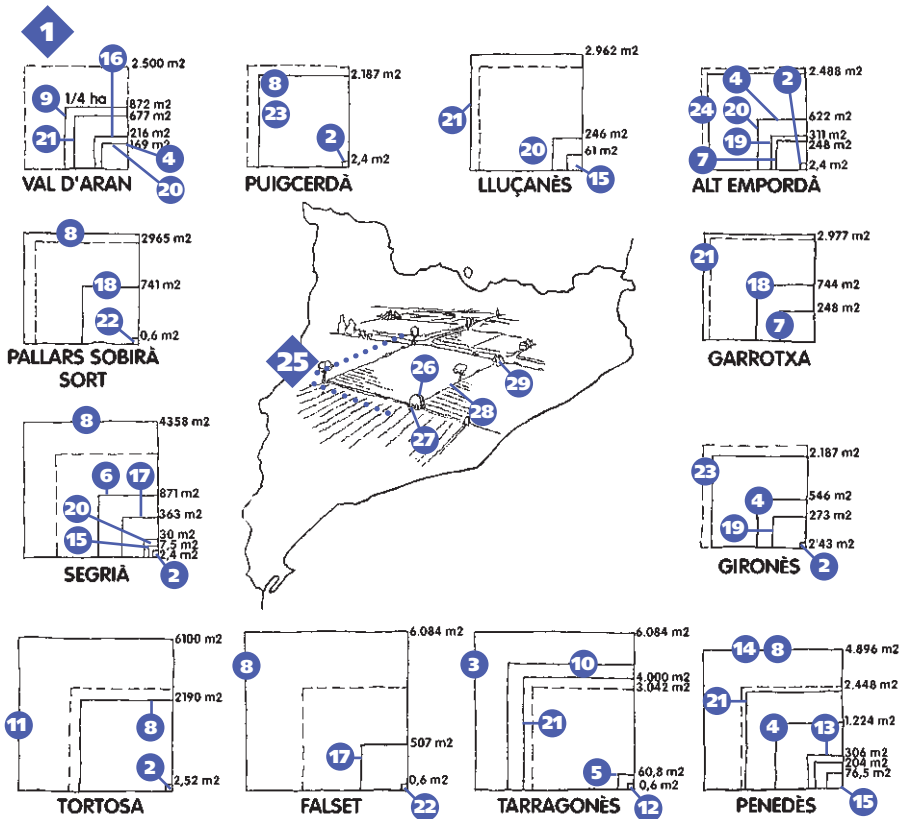 1
16
2.500 m2
9
1/4 ha
872 m2
677 m2
21
216 m2
169 m2
4
20
VAL D'ARAN
8
23
2.187 m2
2
2,4 m2
PUIGCERDÀ
2.962 m2
21
246 m2
20
61 m2
15
LLUÇANÈS
4
2
2.488 m2
24
622 m2
20
19
311 m2
248 m2
7
2,4 m2
ALT EMPORDÀ
8
2965 m2
18
741 m2
22
0,6 m2
PALLARS SOBIRÀ
SORT
25
26
29
28
27
2.977 m2
21
18
744 m2
248 m2
7
GARROTXA
8
4358 m2
6
17
871 m2
363 m2
20
30 m2
15
7,5 m2
2,4 m2
2
SEGRIÀ
2.187 m2
23
4
546 m2
19
273 m2
2'43 m2
2
GIRONÈS
6100 m2
11
2190 m2
8
2
2,52 m2
TORTOSA
6.084 m2
8
17
507 m2
0,6 m2
22
FALSET
6.084 m2
3
10
4.000 m2
3.042 m2
21
5
60,8 m2
0,6 m2
12
TARRAGONÈS
14
8
4.896 m2
2,448 m2
21
4
13
1.224 m2
306 m2
204 m2
76,5 m2
15
PENEDÈS